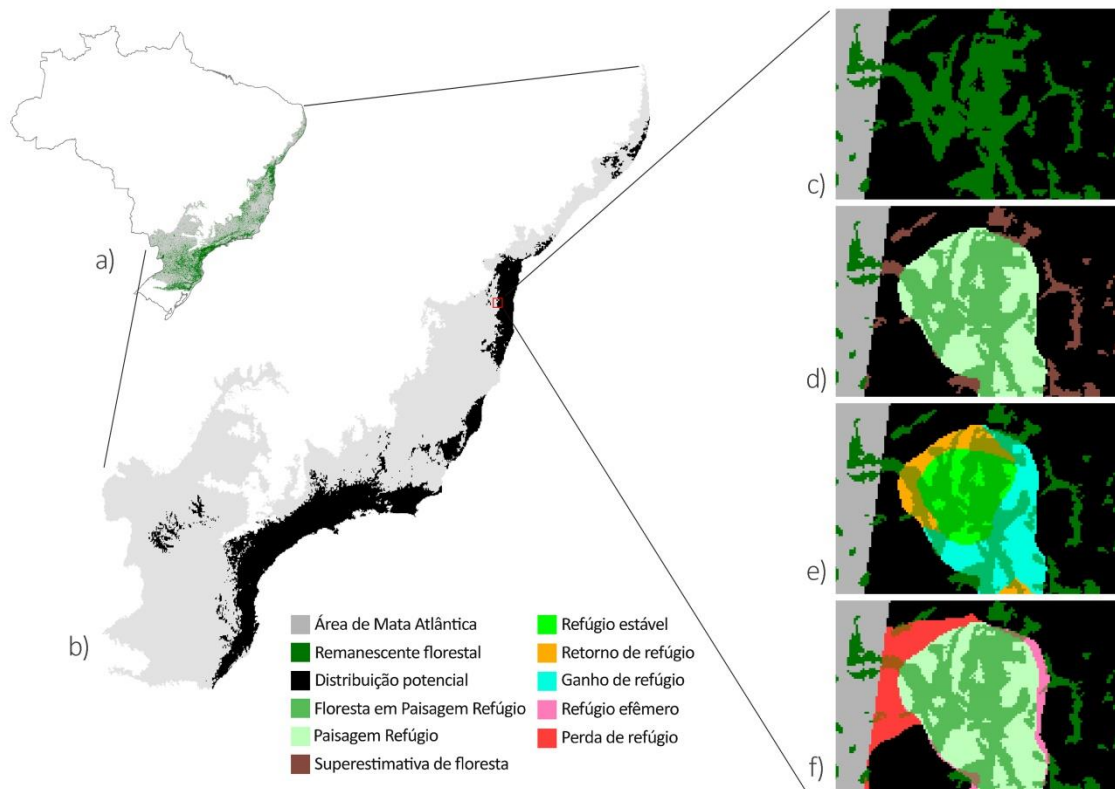 a)
b)
c)
d)
e)
f)
Área de Mata Atlântica
Remanescente florestal
Distribuição potencial
Floresta em Paisagem Refúgio
Paisagem Refúgio
Superestimativa de floresta
Refúgio estável
Retorno de refúgio
Ganho de refúgio
Refúgio efêmero
Perda de refúgio